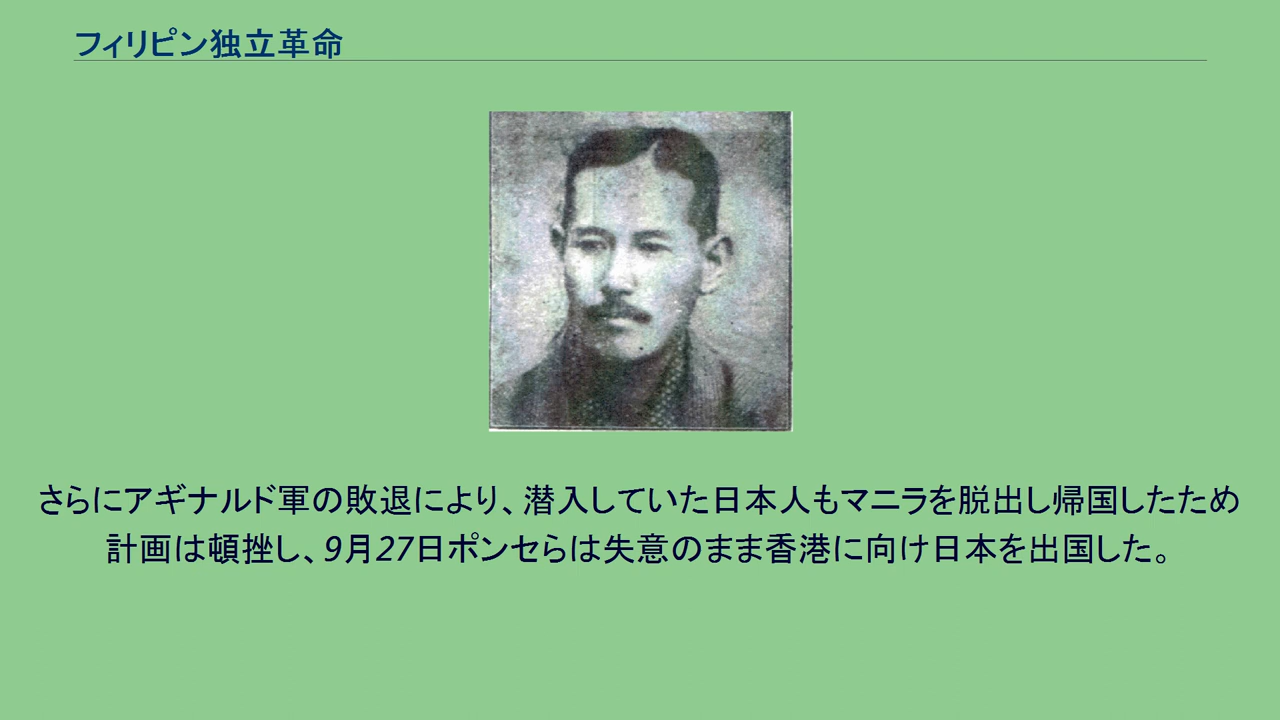 フィリピン独立革命
さらにアギナルド軍の敗退により、潜入していた日本人もマニラを脱出し帰国したため
計画は頓挫し、9月27日ポンセらは失意のまま香港に向け日本を出国した。